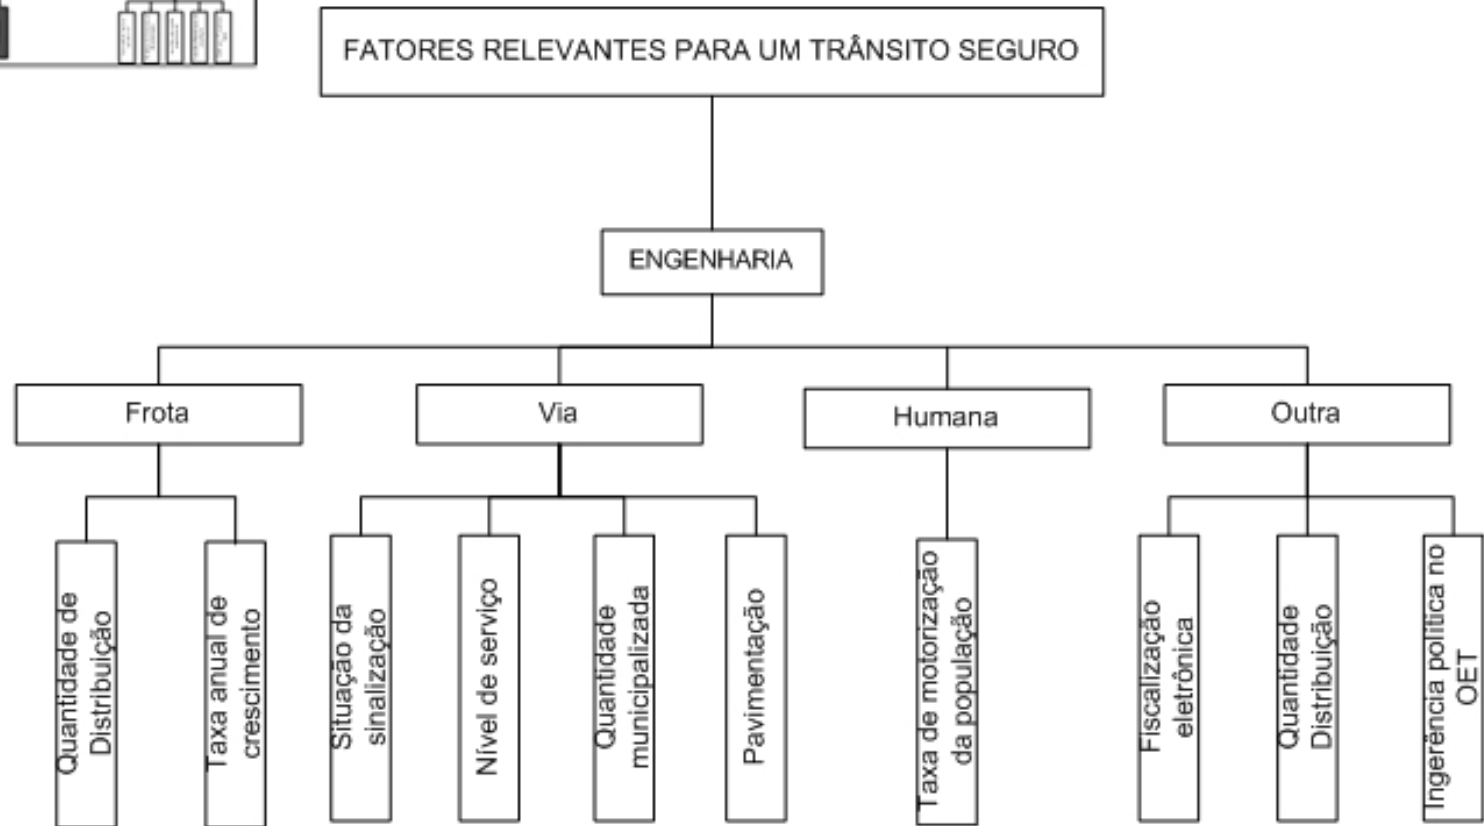 FATORES RELEVANTES PARA UM TRÂNSITO SEGURO
ENGENHARIA
Frota
Via
Humana
Outra
Quantidade de
Distribuição
Taxa anual de
crescimento
Situação da
sinalização
Nível de serviço
Quantidade
municipalizada
Pavimentação
Taxa de motorização
da população
Fiscalização
eletrônica
Quantidade
Distribuição
Ingerência política no
OET